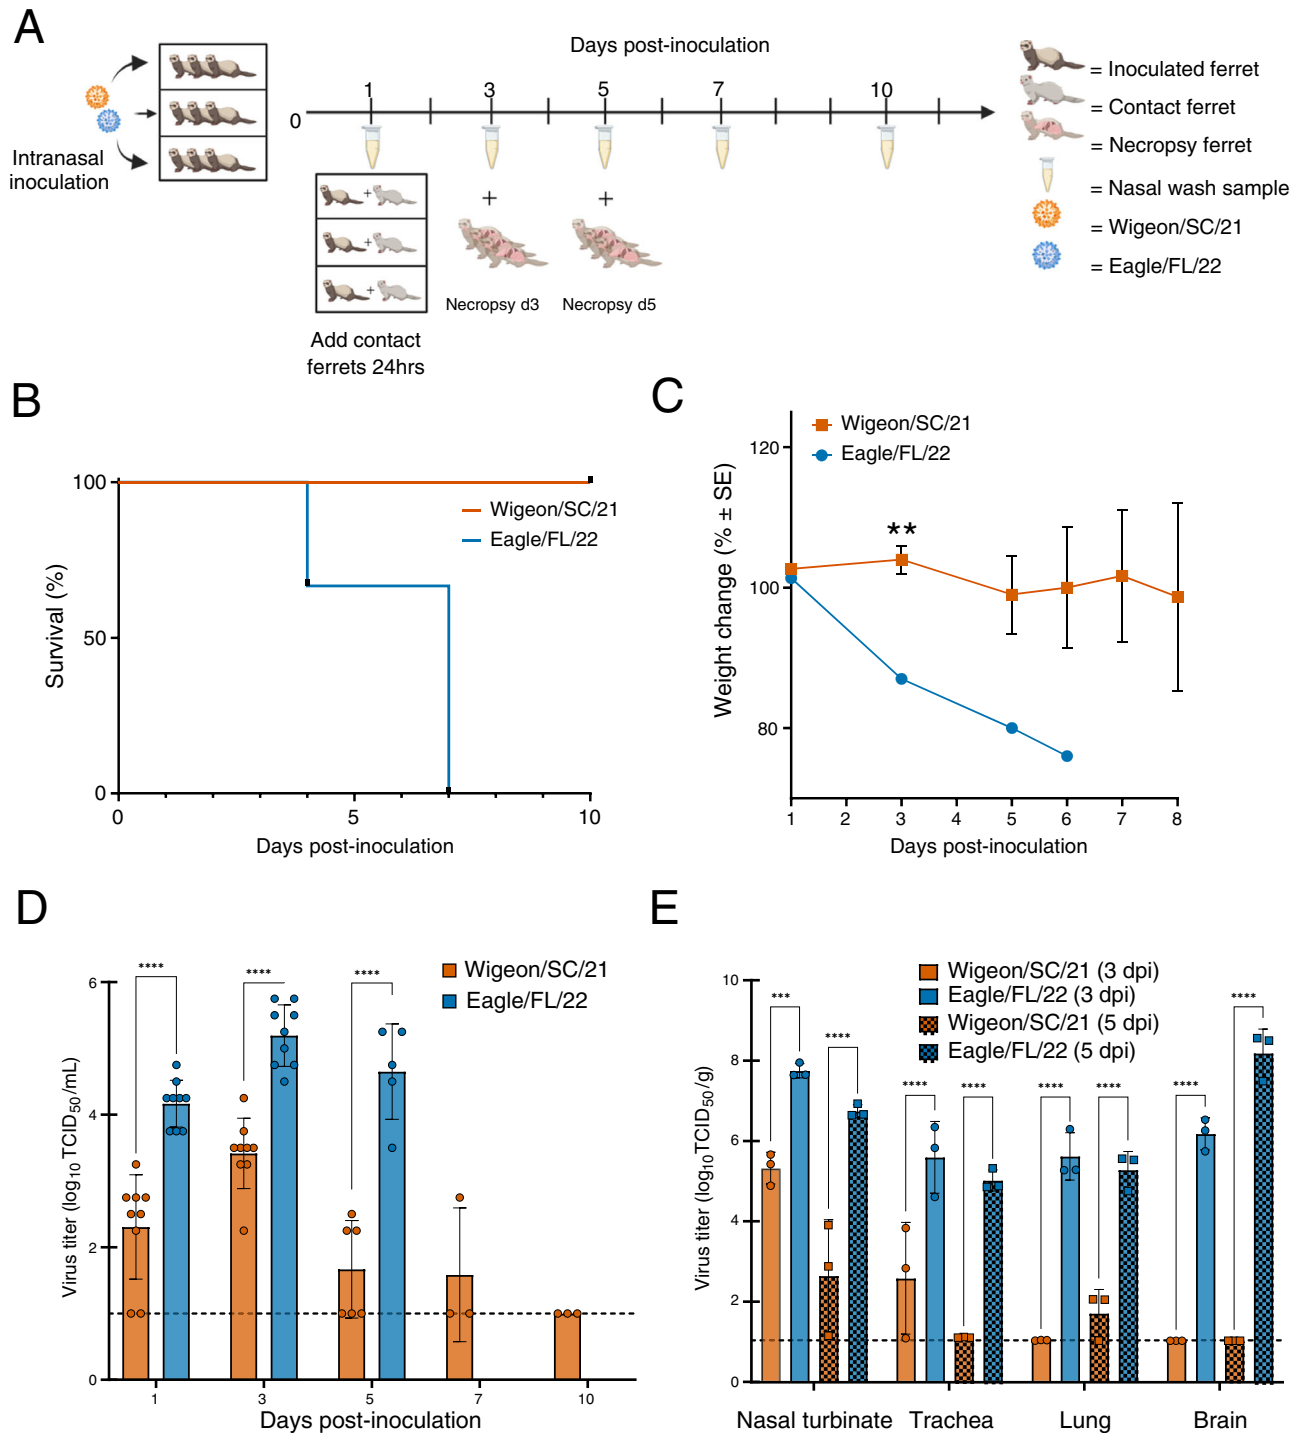 A
Days post-inoculation
0
1
3
5
7
10
Intranasal
inoculation
+
+
+
+
+
Necropsy d3
Necropsy d5
Add contact
ferrets 24hrs
= Inoculated ferret
= Contact ferret
= Necropsy ferret
= Nasal wash sample
= Wigeon/SC/21
= Eagle/FL/22
B
Survival (%)
100
50
0
Wigeon/SC/21
Eagle/FL/22
0
5
10
Days post-inoculation
C
Weight change (% ± SE)
120
100
80
Wigeon/SC/21
Eagle/FL/22
**
1
2
3
4
5
6
7
8
Days post-inoculation
D
Virus titer (log10 TCID50/mL)
6
4
2
0
****
****
****
Wigeon/SC/21
Eagle/FL/22
1
3
5
7
10
Days post-inoculation
E
Virus titer (log10 TCID50/g)
10
8
6
4
2
0
Wigeon/SC/21 (3 dpi)
Eagle/FL/22 (3 dpi)
Wigeon/SC/21 (5 dpi)
Eagle/FL/22 (5 dpi)
***
****
****
****
****
****
****
****
Nasal turbinate
Trachea
Lung
Brain